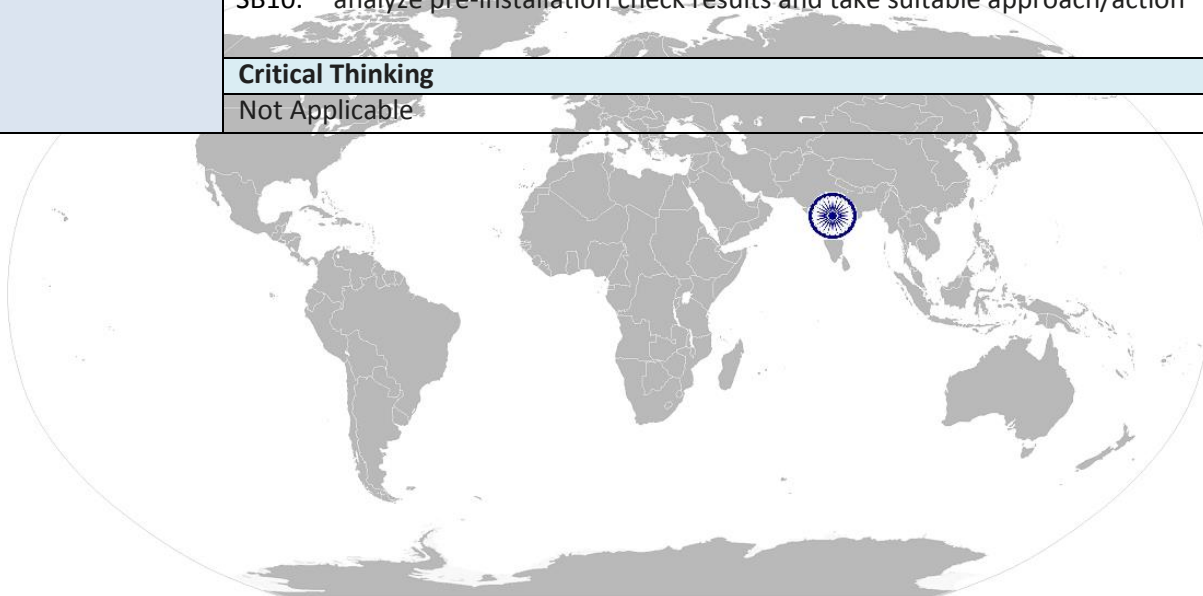 SB10. analyze pre-installation check results and take suitable approach/action
Critical Thinking
Not Applicable